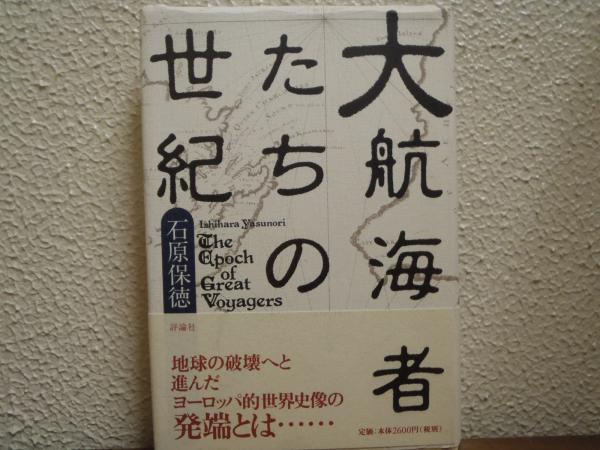 大航海者
たちの
世紀
石原保徳
Ishihara Yasunori
The
Epoch
of
Great
Voyagers
評論社
地球の破壊へと
進んだ
ヨーロッパ的世界史像の
発端とは……
定価：本体2600円（税別）